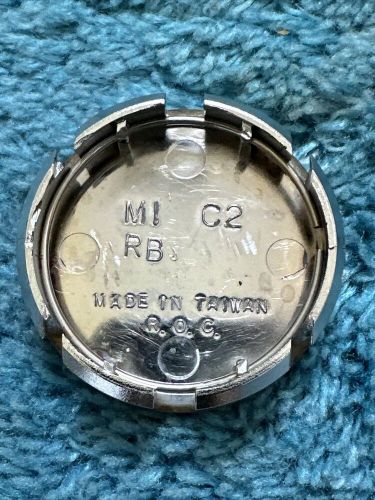 MI C2
RB
MADE IN TAIWAN
R.O.C.